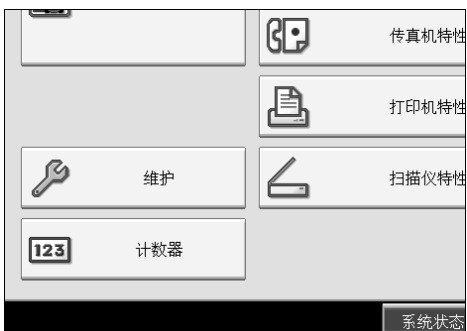 传真机特性
打印机特性
维护
扫描仪特性
123
计数器
系统状态